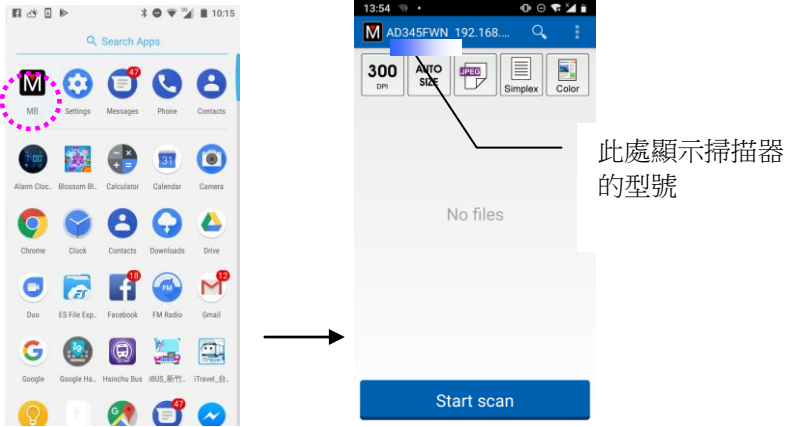 10:15
Search Apps
M
47
MB
Settings
Messages
Phone
Contacts
7:00
31
Alarm Cloc..
Blossom Bl..
Calculator
Calendar
Camera
Chrome
Clock
Contacts
Downloads
Drive
18
FM
12
Duo
ES File Exp..
Facebook
FM Radio
Gmail
Google
Google Ha..
Hsinchu Bus
iBUS_新竹..
iTravel_台..
47
13:54
M AD345FWN 192.168....
300
DPI
AUTO
SIZE
JPEG
Simplex
Color
No files
Start scan
此處顯示掃描器
的型號